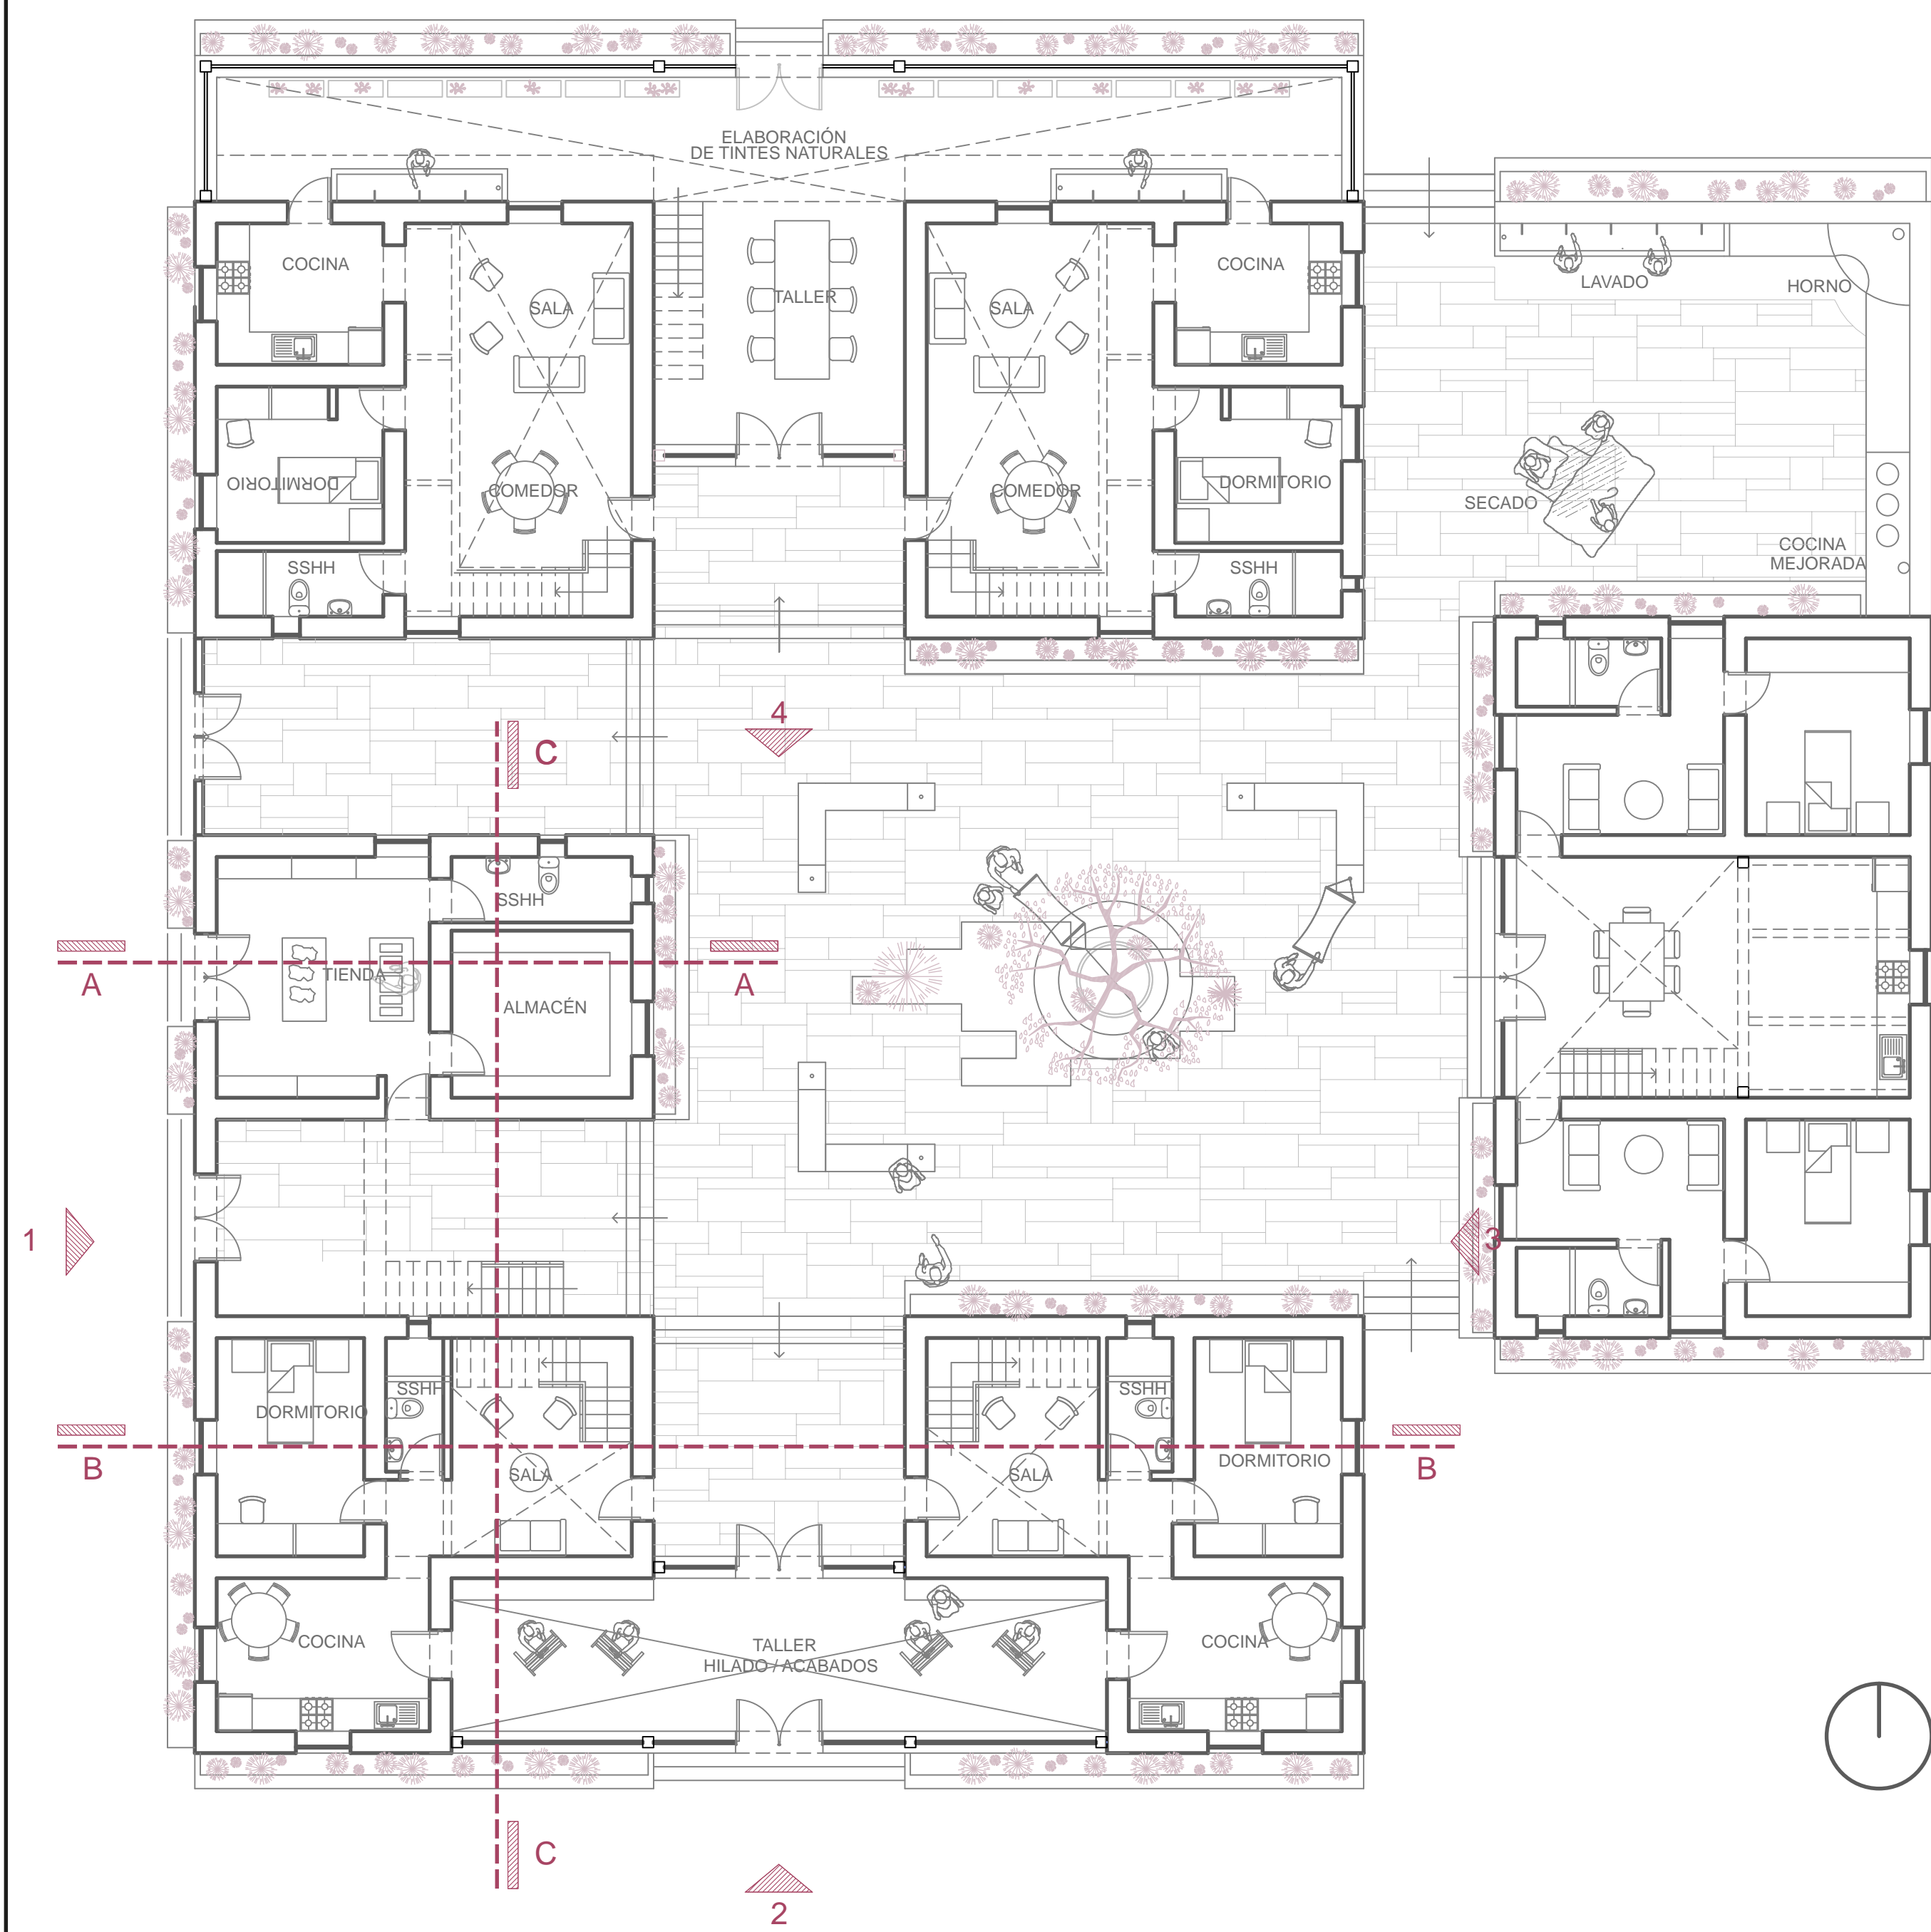 ELABORACIÓN
DE TINTES NATURALES
COCINA
SALA
TALLER
SALA
COCINA
LAVADO
HORNO
DORMITORIO
COMEDOR
COMEDOR
DORMITORIO
SECADO
COCINA
MEJORADA
SSHH
SSHH
4
C
SSHH
TIENDA
ALMACÉN
A
A
1
3
SSHH
DORMITORIO
SSHH
SALA
SALA
DORMITORIO
B
B
COCINA
TALLER
HILADO / ACABADOS
COCINA
C
2